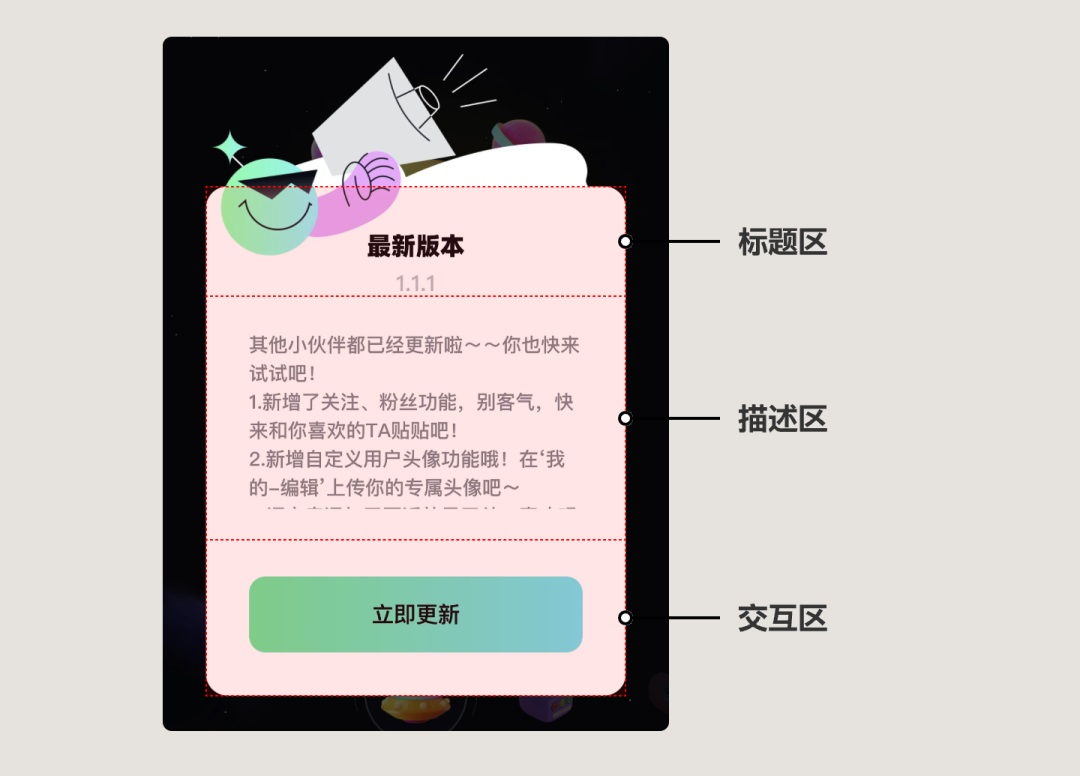 最新版本
1.1.1
其他小伙伴都已经更新啦～～你也快来
试试吧！
1.新增了关注、粉丝功能，别客气，快
来和你喜欢的TA贴贴吧！
2.新增自定义用户头像功能哦！在‘我
的–编辑’上传你的专属头像吧～
立即更新
标题区
描述区
交互区